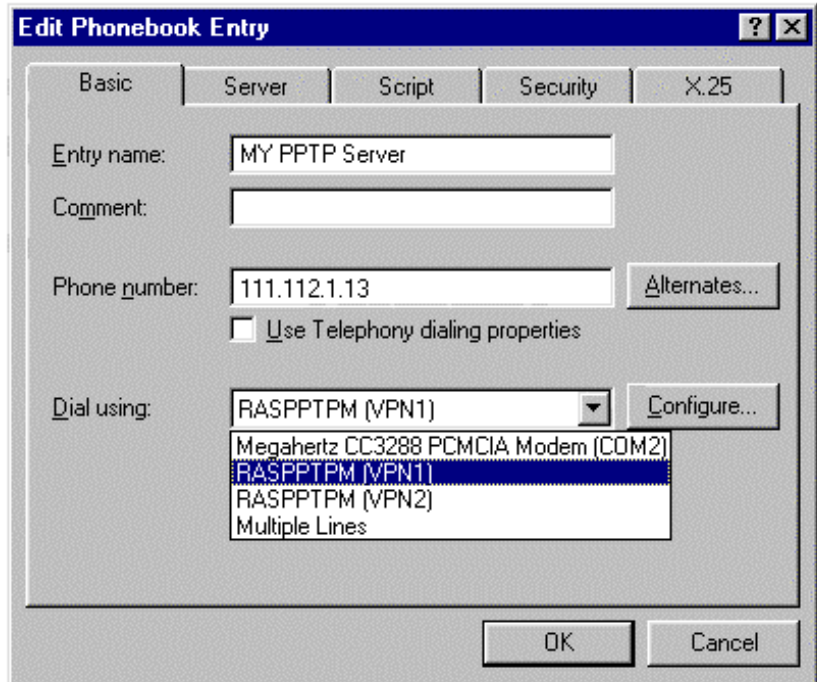 Edit Phonebook Entry
Basic Server Script Security X.25
Entry name: MY PPTP Server
Comment:
Phone number: 111.112.1.13 Alternates...
Use Telephony dialing properties
Dial using: RASPPTPM (VPN1) Configure...
Megahertz CC3288 PCMCIA Modem (COM2)
RASPPTPM (VPN1)
RASPPTPM (VPN2)
Multiple Lines
OK Cancel